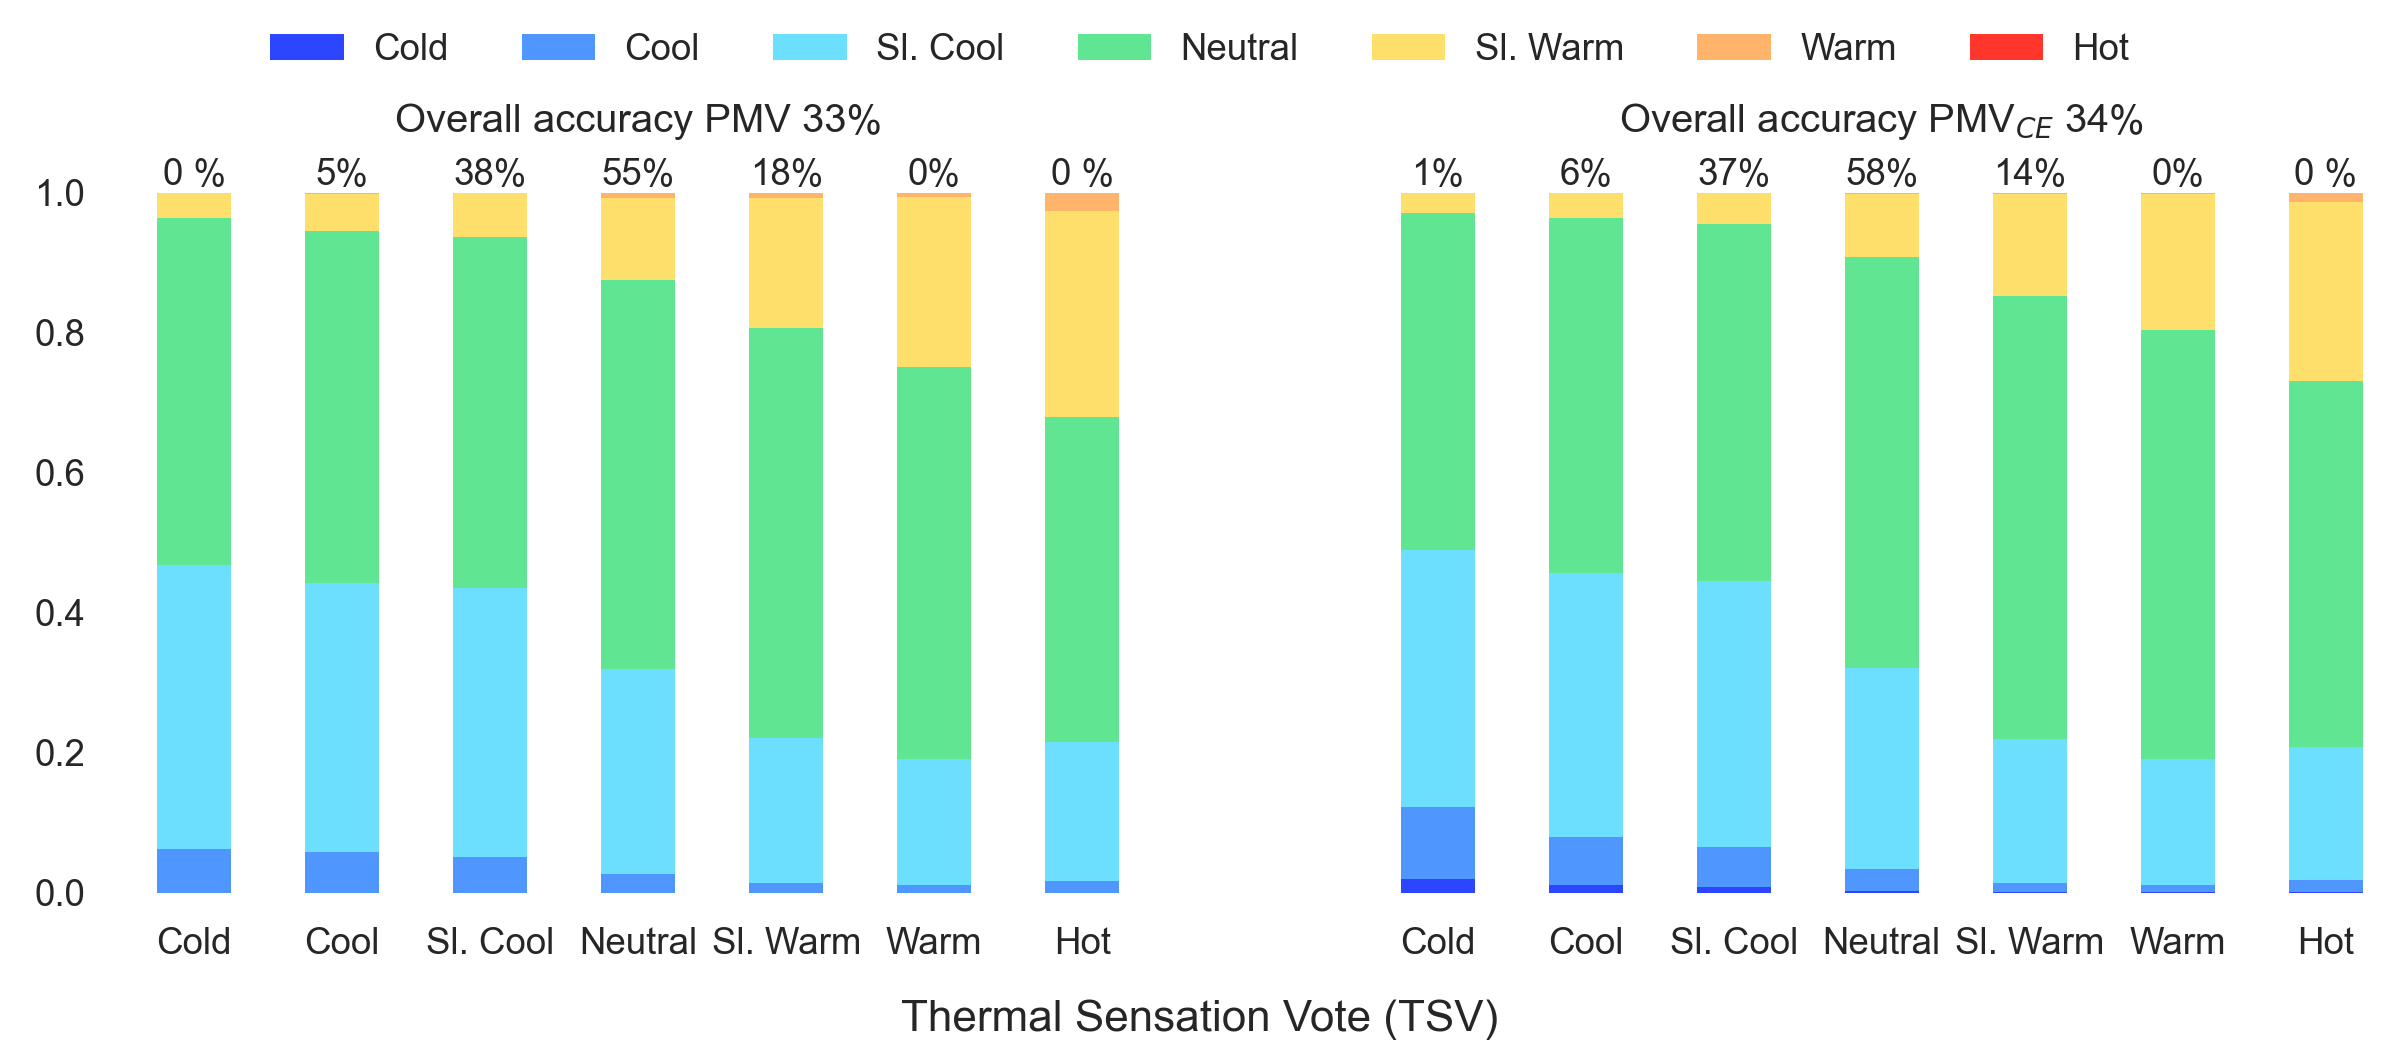 Cold Cool Sl. Cool Neutral Sl. Warm Warm Hot
Overall accuracy PMV 33%
0 % 5% 38% 55% 18% 0% 0 %
1.0
0.8
0.6
0.4
0.2
0.0
Cold Cool Sl. Cool Neutral Sl. Warm Warm Hot
Overall accuracy PMV_CE 34%
1% 6% 37% 58% 14% 0% 0 %
Cold Cool Sl. Cool Neutral Sl. Warm Warm Hot
Thermal Sensation Vote (TSV)